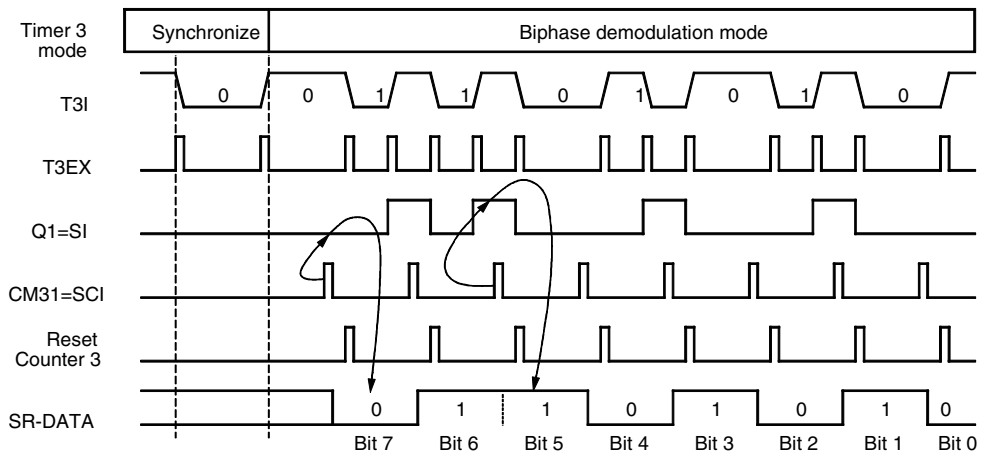 Timer 3 mode
Synchronize
Biphase demodulation mode
T3I
0 0 1 1 0 1 0 1 0
T3EX
Q1=SI
CM31=SCI
Reset
Counter 3
SR-DATA
0 1 1 0 1 0 1 0
Bit 7 Bit 6 Bit 5 Bit 4 Bit 3 Bit 2 Bit 1 Bit 0